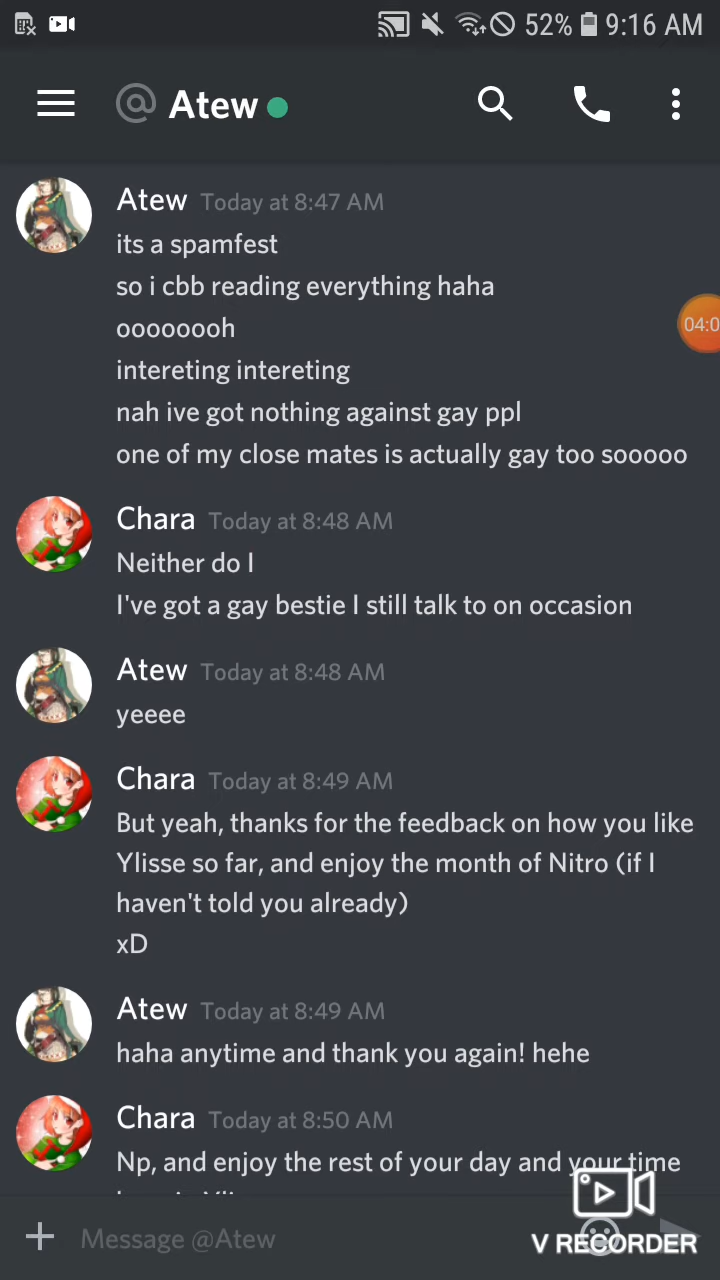 52% 9:16 AM
@ Atew
Atew Today at 8:47 AM
its a spamfest
so i cbb reading everything haha
04:0
oooooooh
intereting intereting
nah ive got nothing against gay ppl
one of my close mates is actually gay too sooooo
Chara Today at 8:48 AM
Neither do I
I've got a gay bestie I still talk to on occasion
Atew Today at 8:48 AM
yeeee
Chara Today at 8:49 AM
But yeah, thanks for the feedback on how you like
Ylisse so far, and enjoy the month of Nitro (if I
haven't told you already)
xD
Atew Today at 8:49 AM
haha anytime and thank you again! hehe
Chara Today at 8:50 AM
Np, and enjoy the rest of your day and your time
Message @Atew
V RECORDER